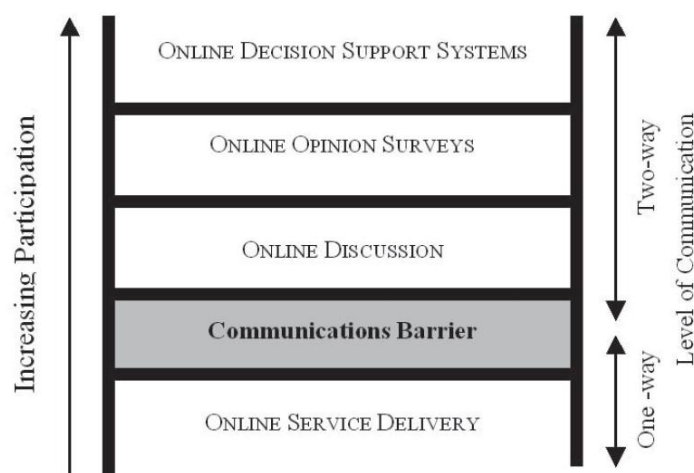 ONLINE DECISION SUPPORT SYSTEMS
ONLINE OPINION SURVEYS
ONLINE DISCUSSION
Communications Barrier
ONLINE SERVICE DELIVERY
Increasing Participation
Two-way
One -way
Level of Communication